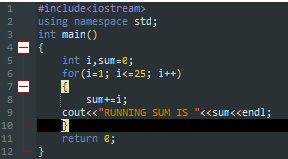 1 #include<iostream>
2 using namespace std;
3 int main()
4 {
5 int i,sum=0;
6 for(i=1; i<=25; i++)
7 {
8 sum+=i;
9 cout<<"RUNNING SUM IS "<<sum<<endl;
10 }
11 return 0;
12 }